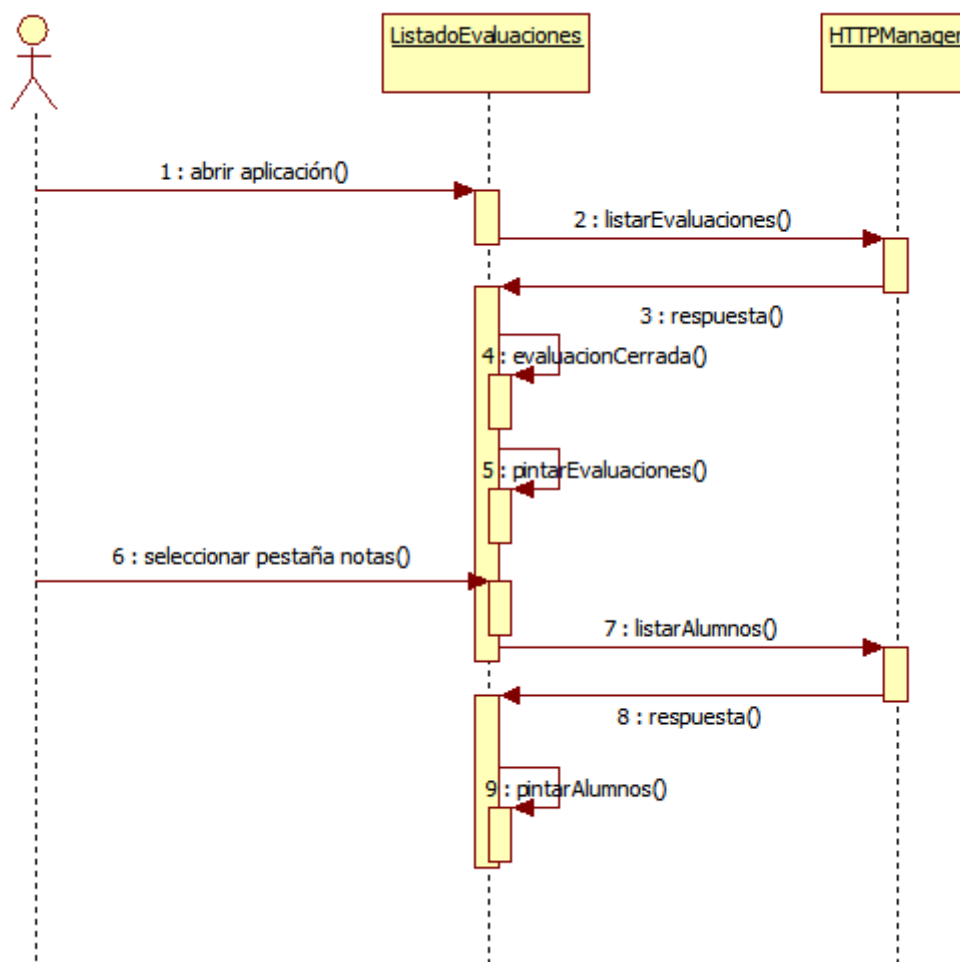 ListadoEvaluaciones
HTTPManager
1 : abrir aplicación()
2 : listarEvaluaciones()
3 : respuesta()
4 : evaluacionCerrada()
5 : pintarEvaluaciones()
6 : seleccionar pestaña notas()
7 : listarAlumnos()
8 : respuesta()
9 : pintarAlumnos()